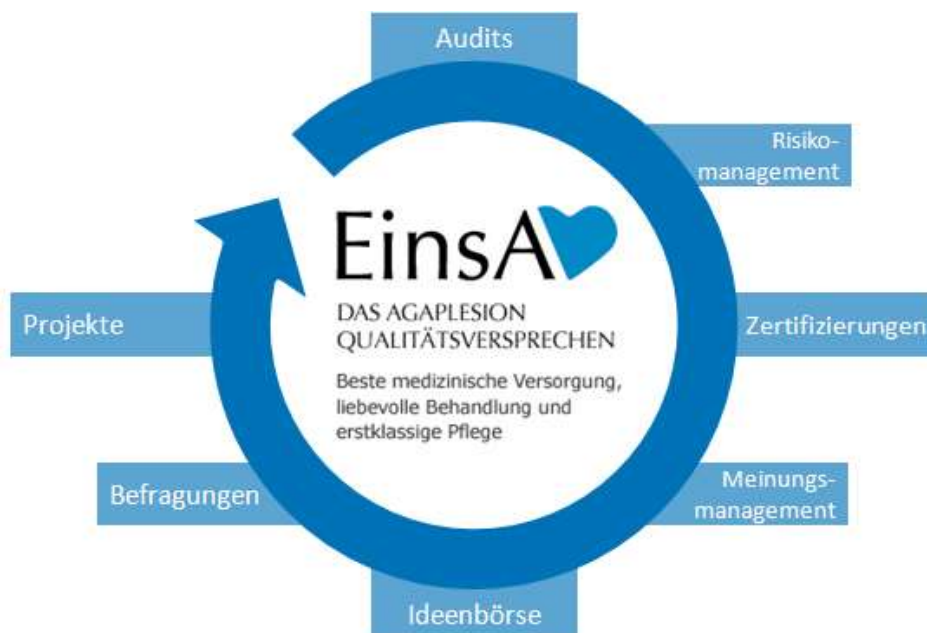 Audits
Risiko-
management
EinsA
DAS AGAPLESION
QUALITÄTSVERSPRECHEN
Beste medizinische Versorgung,
liebevolle Behandlung und
erstklassige Pflege
Projekte
Zertifizierungen
Befragungen
Meinungs-
management
Ideenbörse